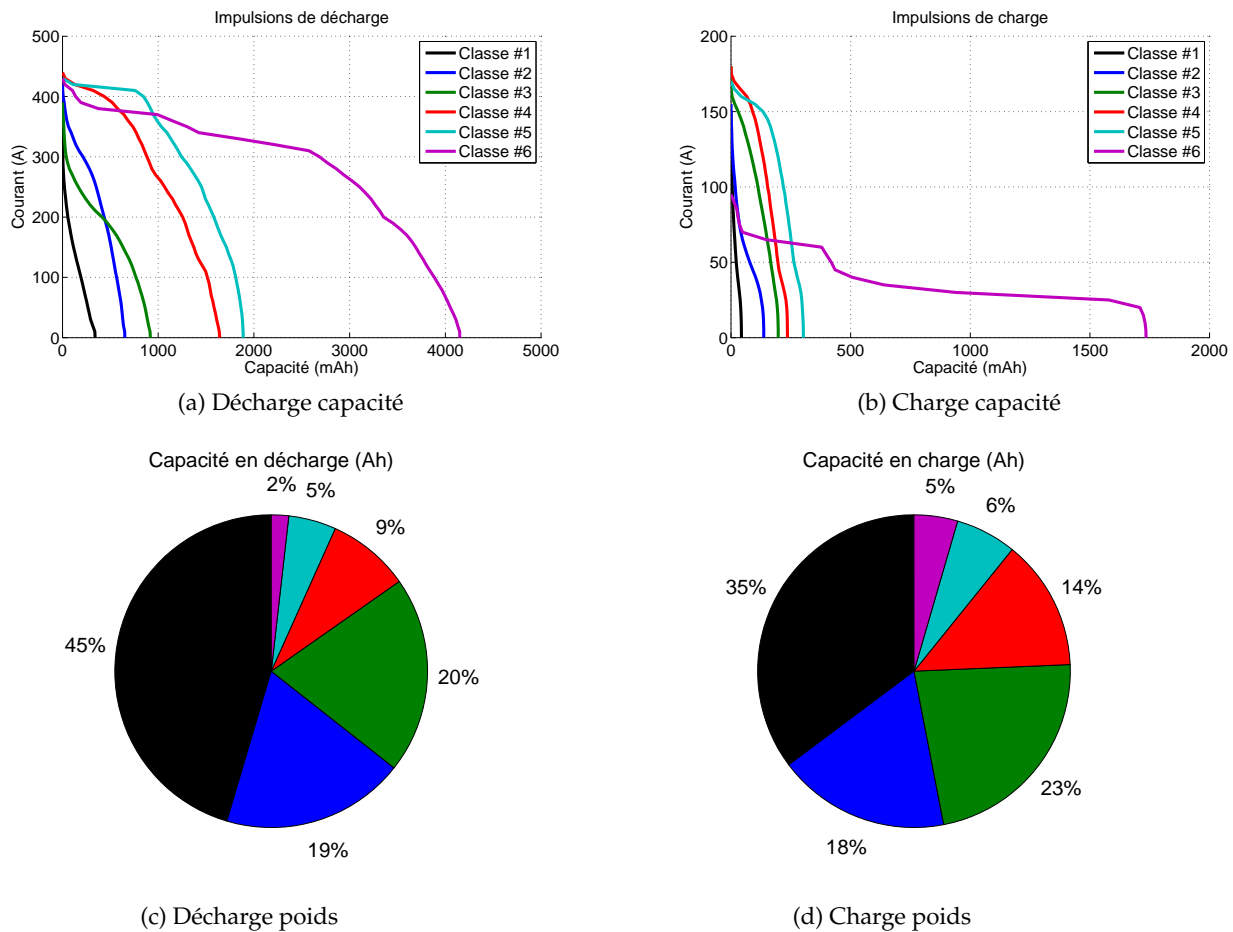 Impulsions de décharge
500
400
300
200
100
0
Courant (A)
0 1000 2000 3000 4000 5000
Capacité (mAh)
Classe #1
Classe #2
Classe #3
Classe #4
Classe #5
Classe #6
(a) Décharge capacité
Impulsions de charge
200
150
100
50
0
Courant (A)
0 500 1000 1500 2000
Capacité (mAh)
Classe #1
Classe #2
Classe #3
Classe #4
Classe #5
Classe #6
(b) Charge capacité
Capacité en décharge (Ah)
2%
5%
9%
45%
20%
19%
(c) Décharge poids
Capacité en charge (Ah)
5%
6%
35%
14%
23%
18%
(d) Charge poids